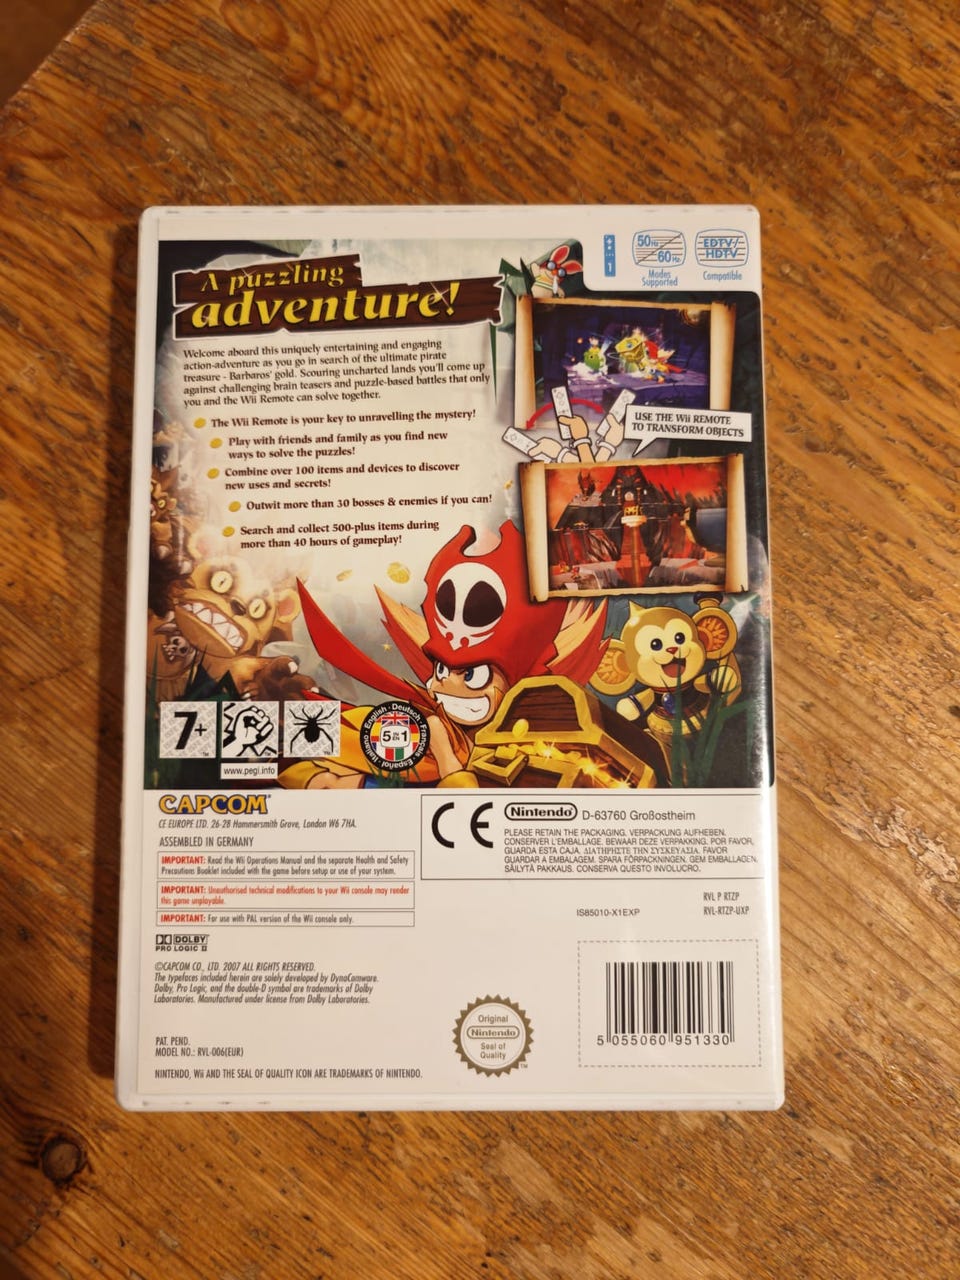 A puzzling
adventure!
Welcome aboard this uniquely entertaining and engaging
action-adventure as you go in search of the ultimate pirate
treasure - Barbaros' gold. Scouring uncharted lands you'll come up
against challenging brain teasers and puzzle-based battles that only
you and the Wii Remote can solve together.
The Wii Remote is your key to unravelling the mystery!
Play with friends and family as you find new
ways to solve the puzzles!
Combine over 100 items and devices to discover
new uses and secrets!
Outwit more than 30 bosses & enemies if you can!
Search and collect 500-plus items during
more than 40 hours of gameplay!
1
50Hz
60Hz
Modes
Supported
EDTV/
HDTV
Compatible
USE THE Wii REMOTE
TO TRANSFORM OBJECTS
7+
www.pegi.info
English · Deutsch · Français · Español · Italiano
5 IN EN 1
CAPCOM
CE EUROPE LTD. 26-28 Hammersmith Grove, London W6 7HA.
ASSEMBLED IN GERMANY
IMPORTANT: Read the Wii Operations Manual and the separate Health and Safety
Precautions Booklet included with the game before setup or use of your system.
IMPORTANT: Unauthorised technical modifications to your Wii console may render
this game unplayable.
IMPORTANT: For use with PAL version of the Wii console only.
DOLBY
PRO LOGIC II
©CAPCOM CO., LTD. 2007 ALL RIGHTS RESERVED.
The typefaces included herein are solely developed by DynaComware.
Dolby, Pro Logic, and the double-D symbol are trademarks of Dolby
Laboratories. Manufactured under license from Dolby Laboratories.
PAT. PEND.
MODEL NO.: RVL-006(EUR)
NINTENDO, Wii AND THE SEAL OF QUALITY ICON ARE TRADEMARKS OF NINTENDO.
CE
Nintendo® D-63760 Großostheim
PLEASE RETAIN THE PACKAGING. VERPACKUNG AUFHEBEN.
CONSERVER L'EMBALLAGE. BEWAAR DEZE VERPAKKING. POR FAVOR,
GUARDA ESTA CAJA. ΔΙΑΤΗΡΗΣΤΕ ΤΗΝ ΣΥΣΚΕΥΑΣΙΑ. FAVOR
GUARDAR A EMBALAGEM. SPARA FÖRPACKNINGEN. GEM EMBALLAGEN.
SÄILYTÄ PAKKAUS. CONSERVA QUESTO INVOLUCRO.
RVL P RTZP
IS85010-X1EXP
RVL-RTZP-UXP
Original
Nintendo
Seal of
Quality
TM
5 055060 951330